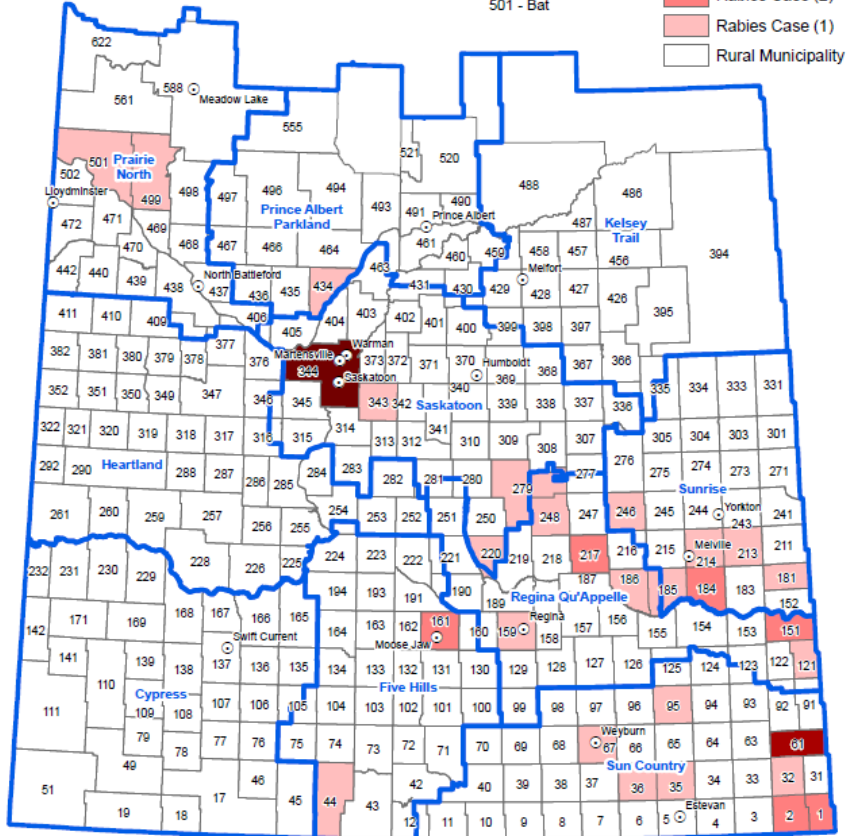 501 - Bat
Rabies Case (1)
Rural Municipality
622
588 Meadow Lake
561
555
521 520
501 Prairie North
502 499 498 497 496 494 493
488 486
Lloydminster
491 490 Prince Albert
Prince Albert Parkland
487 Kelsey Trail
472 471 470 469 468 467 466 464 463 461 460 459 458 457 456
394
442 440 439 438 North Battleford 437 436 435 434
431 430 429 Melfort 428 427 426 395
411 410 409 406 405 404 403 402 401 400 399 398 397
382 381 380 379 378 377 376
Warman
Martensville
344 Saskatoon
373 372 371 370 Humboldt 369 368 367 366
352 351 350 349 347 346 345 343 342 Saskatoon 340 339 338 337 336 335 334 333 331
322 321 320 319 318 317 316 315 314 313 312 341 310 309 308 307 305 304 303 301
292 290 Heartland 288 287 286 285 284 283 282 281 280 279 277 276 275 274 273 271
Sunrise
261 260 259 257 256 255 254 253 252 251 250 248 247 246 245 244 Yorkton 243 241
232 231 230 229 228 226 225 224 223 222 221 220 219 218 217 216 215 Melville 214 213 211
194 193 191 190 189 187 186 185 184 183 181
Regina Qu'Appelle
152
142 171 169 168 167 166 165 164 163 162 161 160 159 Regina 158 157 156 155 154 153 151
Swift Current
Moose Jaw
141 139 138 137 136 135 134 133 132 131 130 129 128 127 126 125 124 123 122 121
110 Cypress Five Hills
111 109 108 107 106 105 104 103 102 101 100 99 98 97 96 95 94 93 92 91
79 78 77 76 75 74 73 72 71 70 69 68 Weyburn 67 66 65 64 63 61
Sun Country
51 49 46 45 44 43 42 40 39 38 37 36 35 34 33 32 31
19 18 17 12 11 10 9 8 7 6 5 Estevan 4 3 2 1